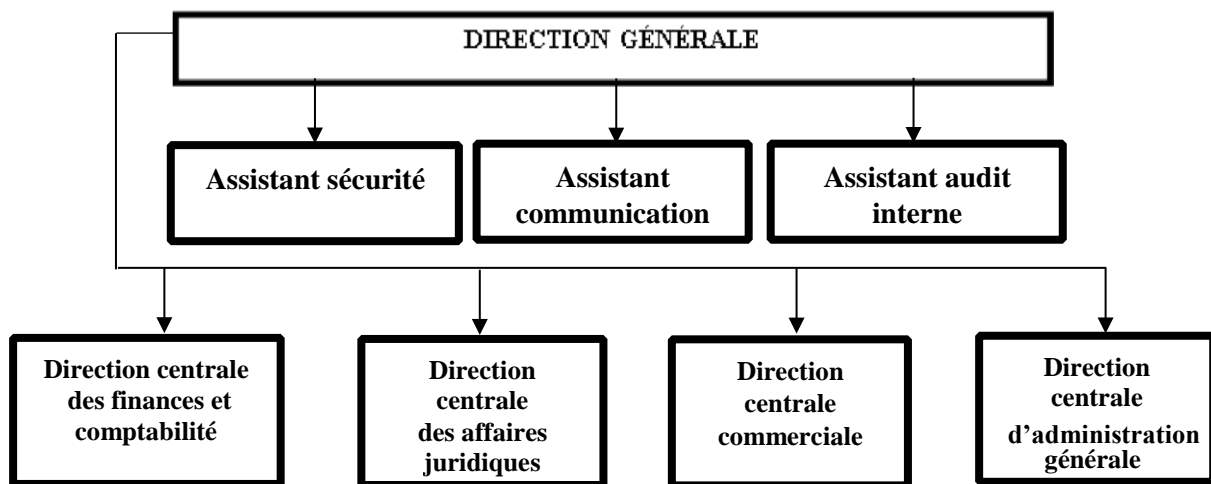 DIRECTION GÉNÉRALE
Assistant sécurité
Assistant
communication
Assistant audit
interne
Direction centrale
des finances et
comptabilité
Direction
centrale
des affaires
juridiques
Direction
centrale
commerciale
Direction
centrale
d’administration
générale